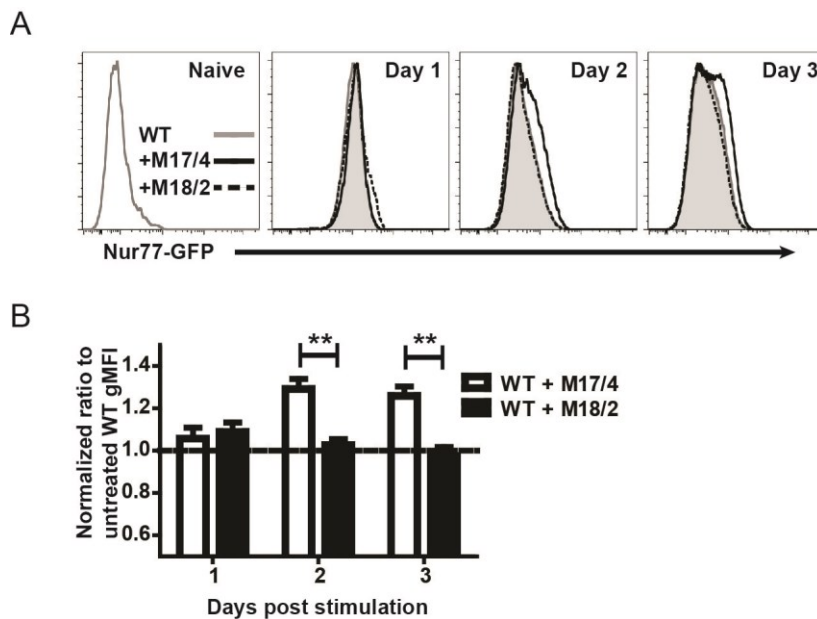 A
Naive
WT
+M17/4
+M18/2
Day 1
Day 2
Day 3
Nur77-GFP
B
Normalized ratio to
untreated WT gMFI
1.4
1.2
1.0
0.8
0.6
**
**
WT + M17/4
WT + M18/2
1
2
3
Days post stimulation